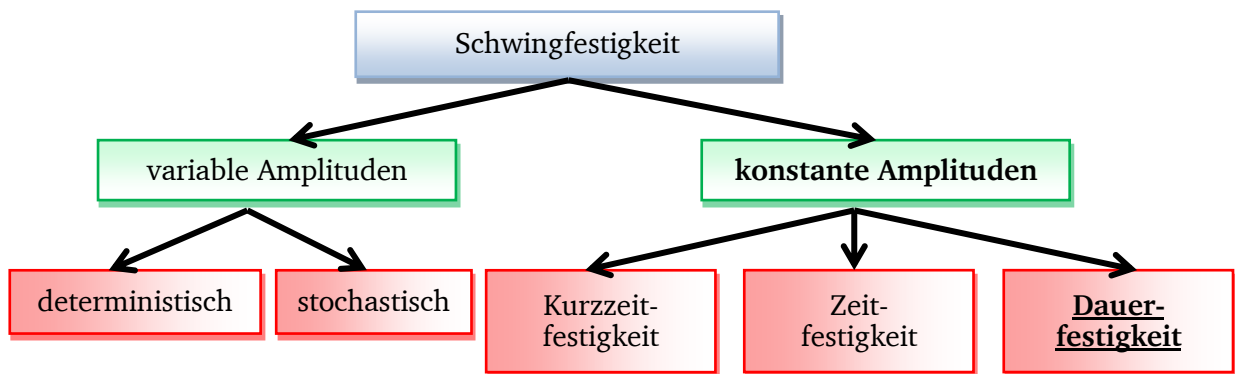 Schwingfestigkeit
variable Amplituden
konstante Amplituden
deterministisch
stochastisch
Kurzzeit-
festigkeit
Zeit-
festigkeit
Dauer-
festigkeit